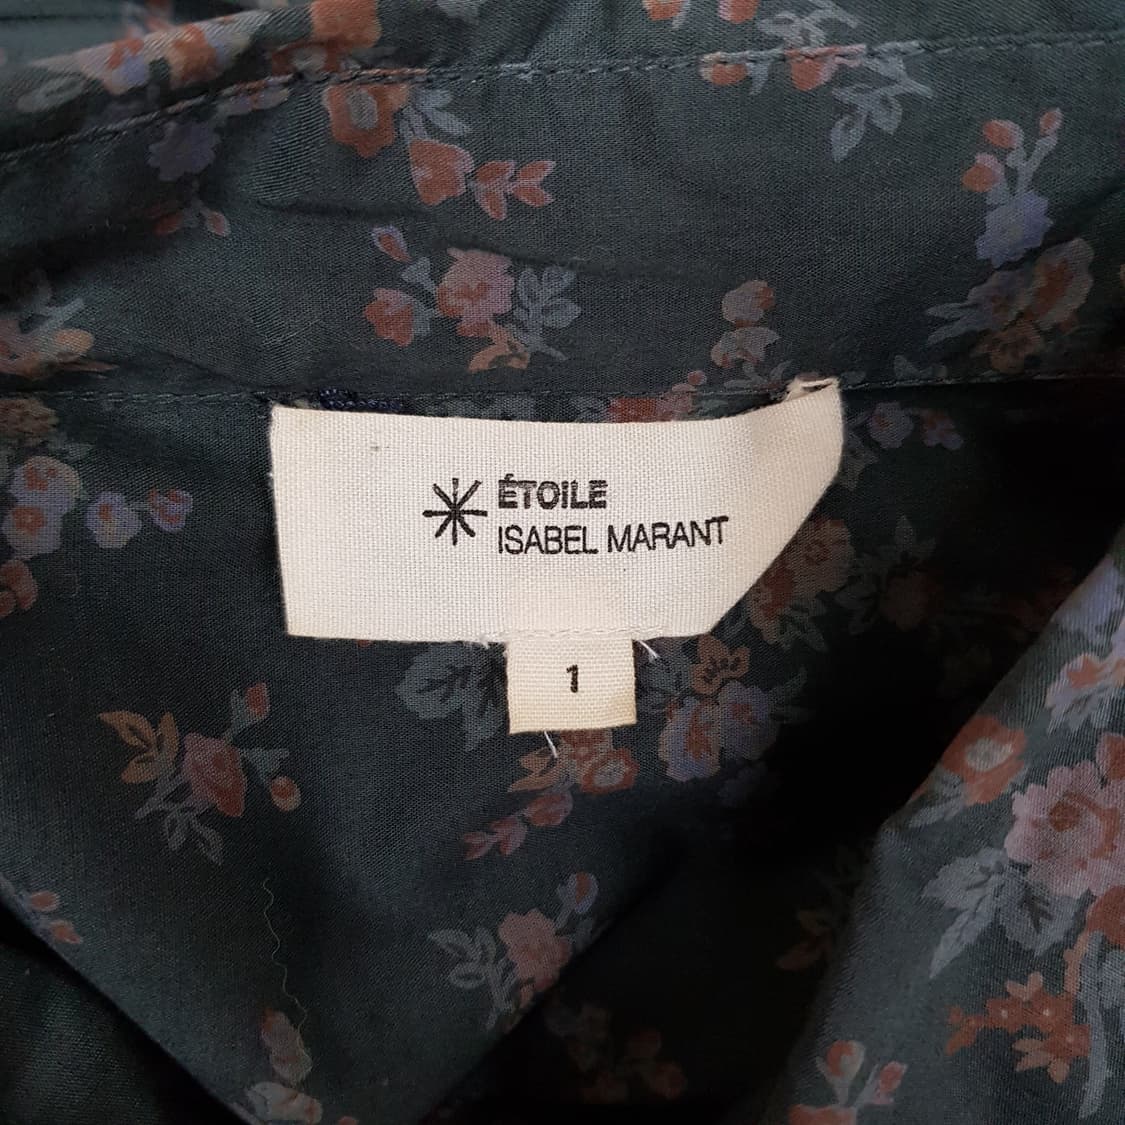 ÉTOILE
ISABEL MARANT
1